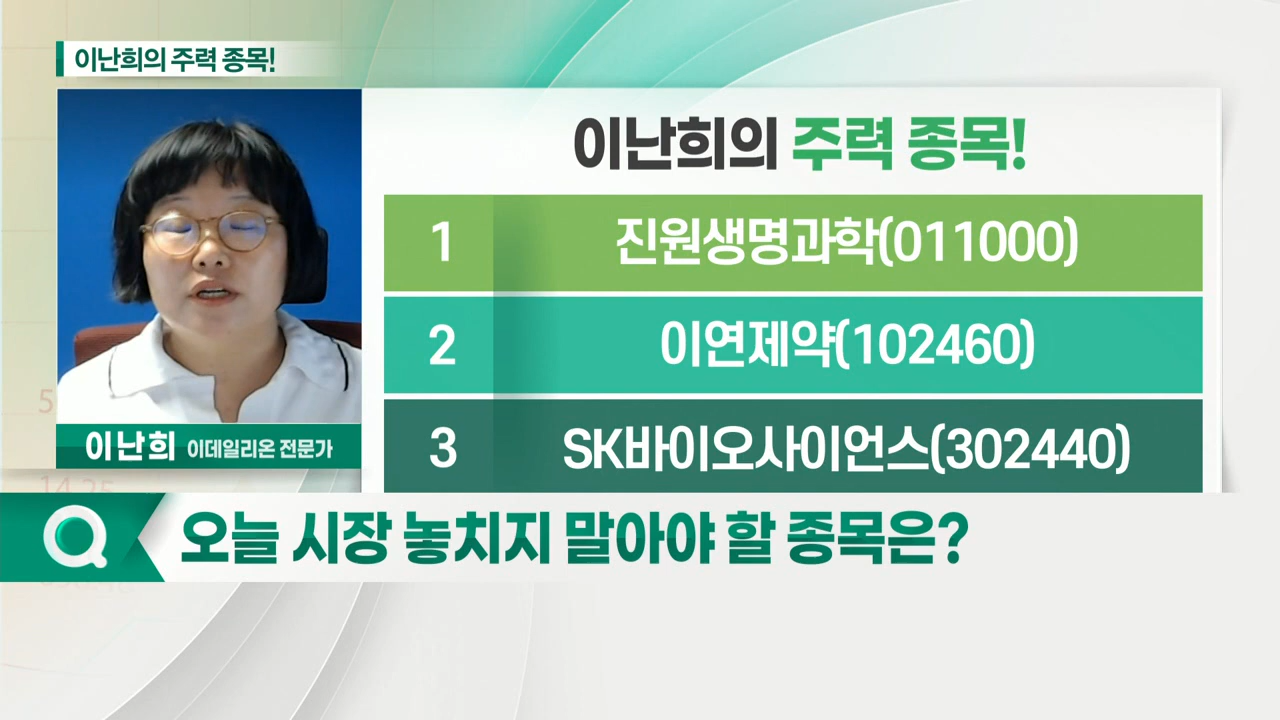 이난희의 주력 종목!
이난희의 주력 종목!
1 진원생명과학(011000)
2 이연제약(102460)
3 SK바이오사이언스(302440)
이난희 이데일리온 전문가
Q 오늘 시장 놓치지 말아야 할 종목은?